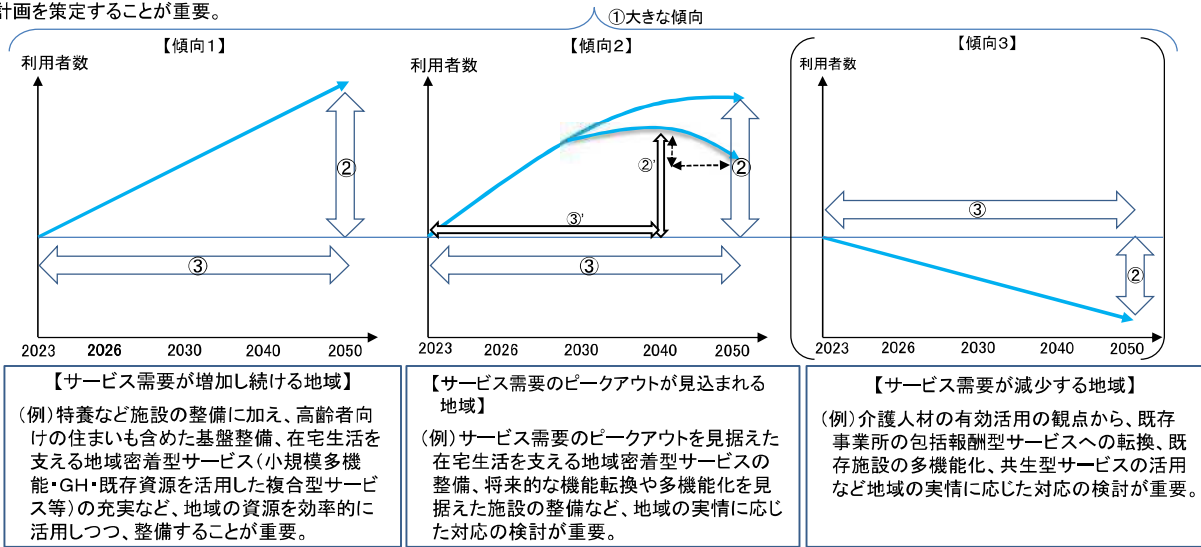 計画を策定することが重要。
①大きな傾向
【傾向１】
利用者数
②
③
2023 2026 2030 2040 2050
【傾向２】
利用者数
②'
②
③'
③
2023 2026 2030 2040 2050
【傾向３】
利用者数
③
②
2023 2026 2030 2040 2050
【サービス需要が増加し続ける地域】
（例）特養など施設の整備に加え、高齢者向
けの住まいも含めた基盤整備、在宅生活を
支える地域密着型サービス（小規模多機
能・GH・既存資源を活用した複合型サービ
ス等）の充実など、地域の資源を効率的に
活用しつつ、整備することが重要。
【サービス需要のピークアウトが見込まれる
地域】
（例）サービス需要のピークアウトを見据えた
在宅生活を支える地域密着型サービスの
整備、将来的な機能転換や多機能化を見
据えた施設の整備など、地域の実情に応じ
た対応の検討が重要。
【サービス需要が減少する地域】
（例）介護人材の有効活用の観点から、既存
事業所の包括報酬型サービスへの転換、既
存施設の多機能化、共生型サービスの活用
など地域の実情に応じた対応の検討が重要。